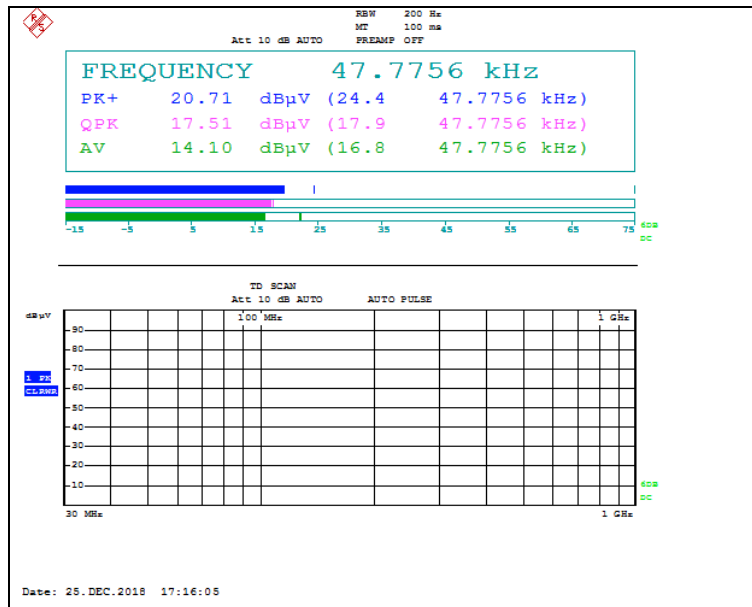 R S
RBW 200 Hz
MT 100 ms
Att 10 dB AUTO PREAMP OFF
FREQUENCY 47.7756 kHz
PK+ 20.71 dBµV (24.4 47.7756 kHz)
QPK 17.51 dBµV (17.9 47.7756 kHz)
AV 14.10 dBµV (16.8 47.7756 kHz)
-15 -5 5 15 25 35 45 55 65 75
6DB
DC
TD SCAN
Att 10 dB AUTO AUTO PULSE
dBµV
100 MHz 1 GHz
90
80
70
1 PK
60
CLRWR
50
40
30
20
10
6DB
DC
30 MHz 1 GHz
Date: 25.DEC.2018 17:16:05